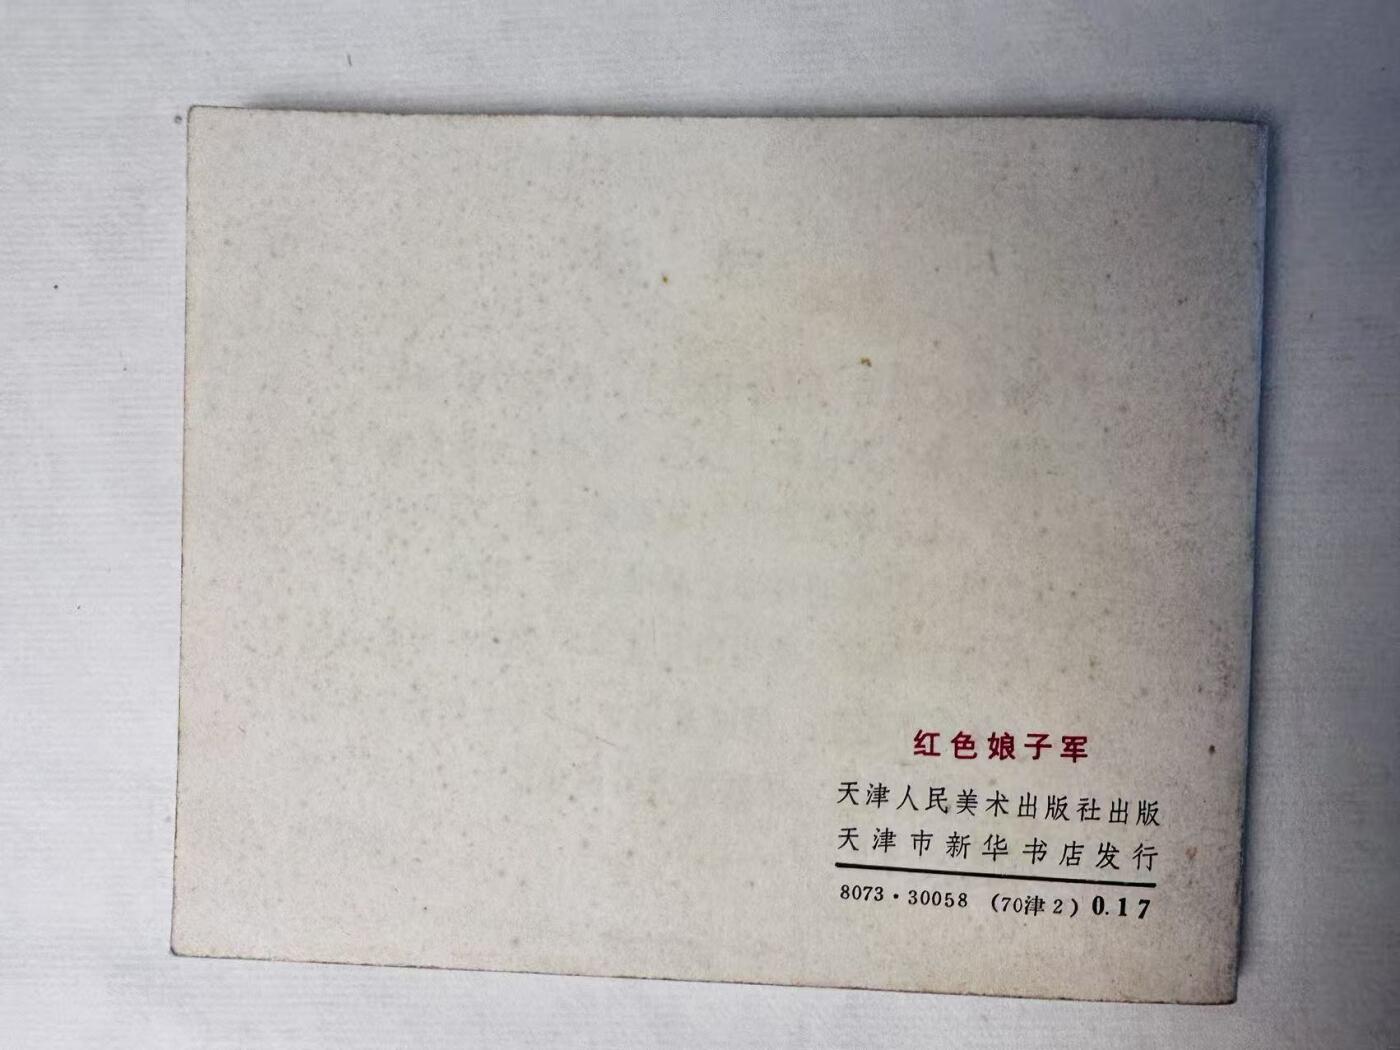 红色娘子军
天津人民美术出版社出版
天津市新华书店发行
8073·30058 (70津2) 0.17